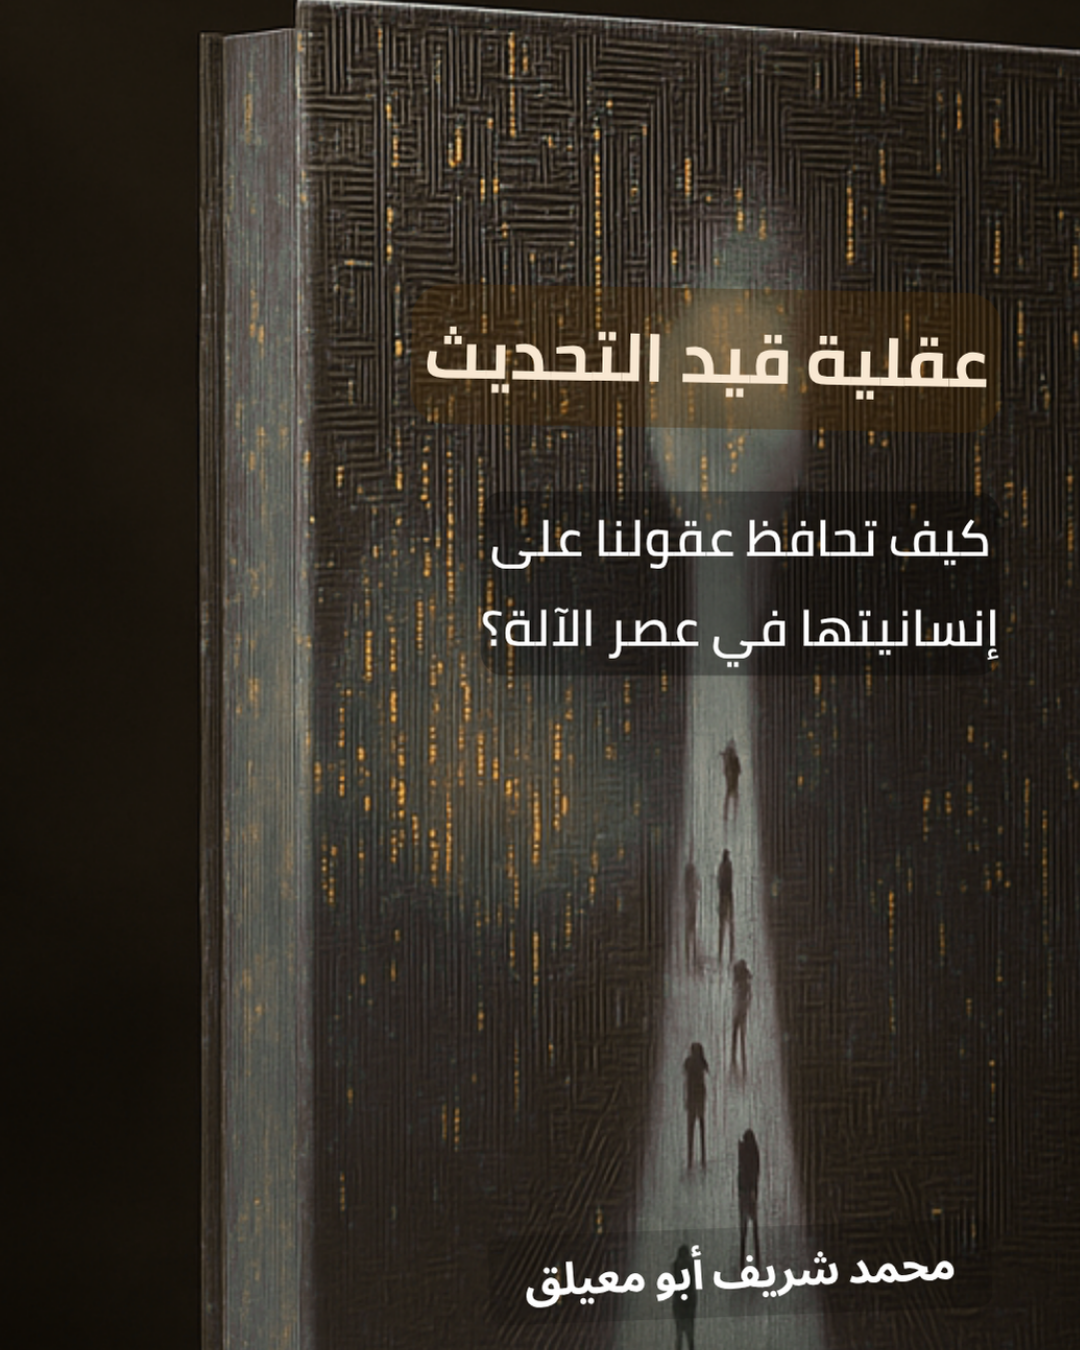 عقلية قيد التحديث
كيف تحافظ عقولنا على
إنسانيتها في عصر الآلة؟
محمد شريف أبو معيلق